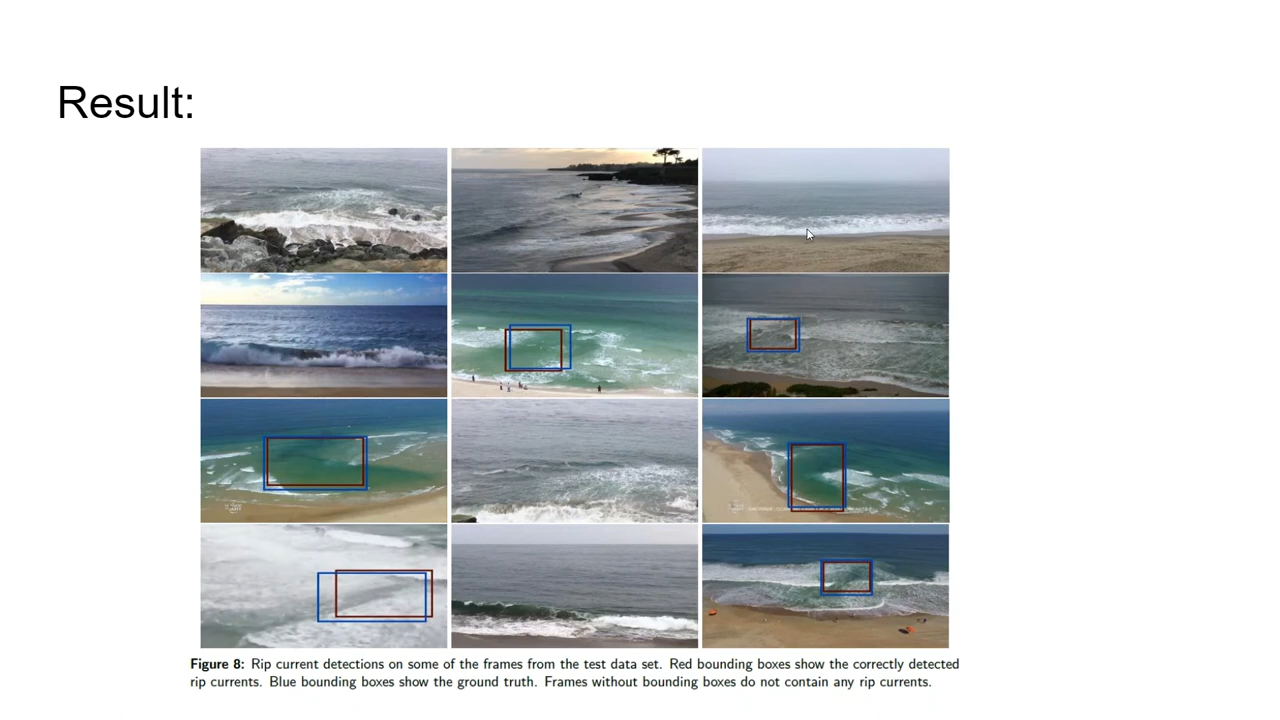 Result:
Figure 8: Rip current detections on some of the frames from the test data set. Red bounding boxes show the correctly detected
rip currents. Blue bounding boxes show the ground truth. Frames without bounding boxes do not contain any rip currents.